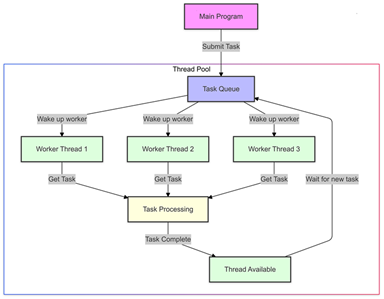 Main Program
Submit Task
Thread Pool
Task Queue
Wake up worker Wake up worker Wake up worker
Worker Thread 1 Worker Thread 2 Worker Thread 3
Get Task Get Task Get Task Wait for new task
Task Processing
Task Complete
Thread Available